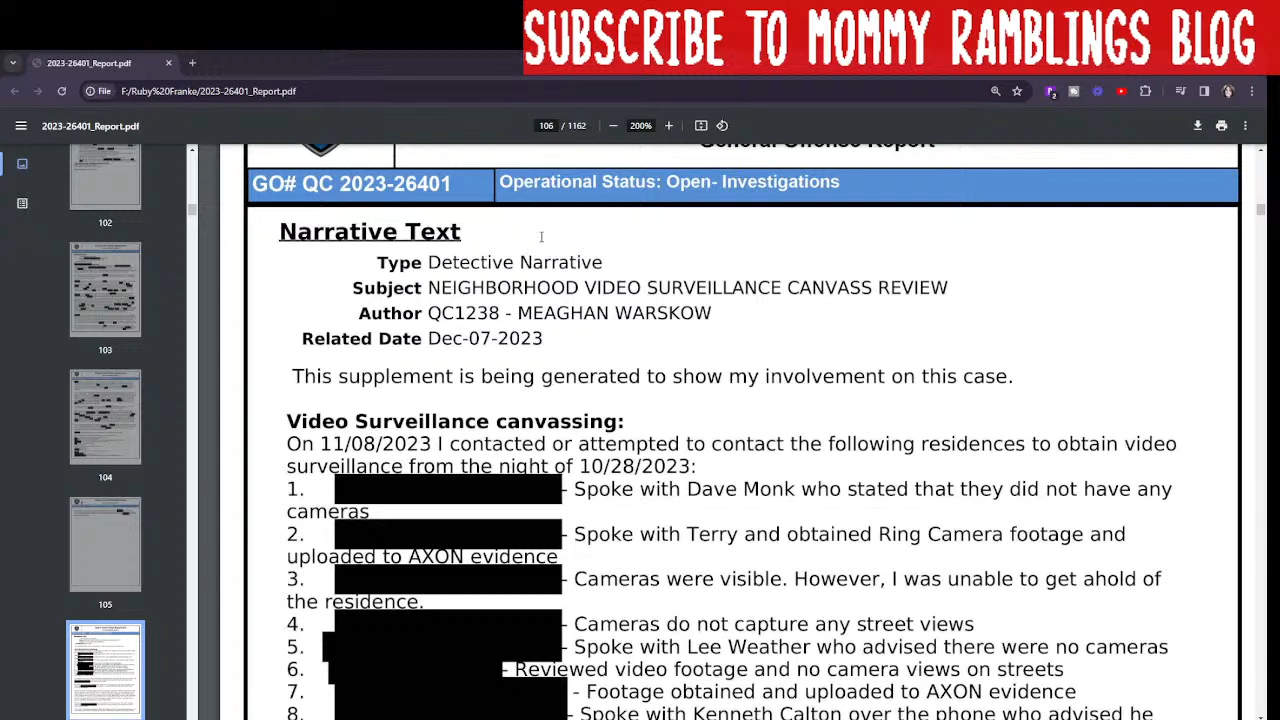 SUBSCRIBE TO MOMMY RAMBLINGS BLOG
2023-26401_Report.pdf
File F:/Ruby%20Franke/2023-26401_Report.pdf
2023-26401_Report.pdf
106 / 1162
200%
102
103
104
105
General Offense Report
GO# QC 2023-26401
Operational Status: Open- Investigations
Narrative Text
Type Detective Narrative
Subject NEIGHBORHOOD VIDEO SURVEILLANCE CANVASS REVIEW
Author QC1238 - MEAGHAN WARSKOW
Related Date Dec-07-2023
This supplement is being generated to show my involvement on this case.
Video Surveillance canvassing:
On 11/08/2023 I contacted or attempted to contact the following residences to obtain video
surveillance from the night of 10/28/2023:
1. - Spoke with Dave Monk who stated that they did not have any
cameras
2. - Spoke with Terry and obtained Ring Camera footage and
uploaded to AXON evidence
3. - Cameras were visible. However, I was unable to get ahold of
the residence.
4. - Cameras do not capture any street views
5. - Spoke with Lee Weather who advised there were no cameras
- Reviewed video footage and no camera views on streets
7. - Footage obtained and uploaded to AXON evidence
8. - Spoke with Kenneth Calton over the phone who advised he